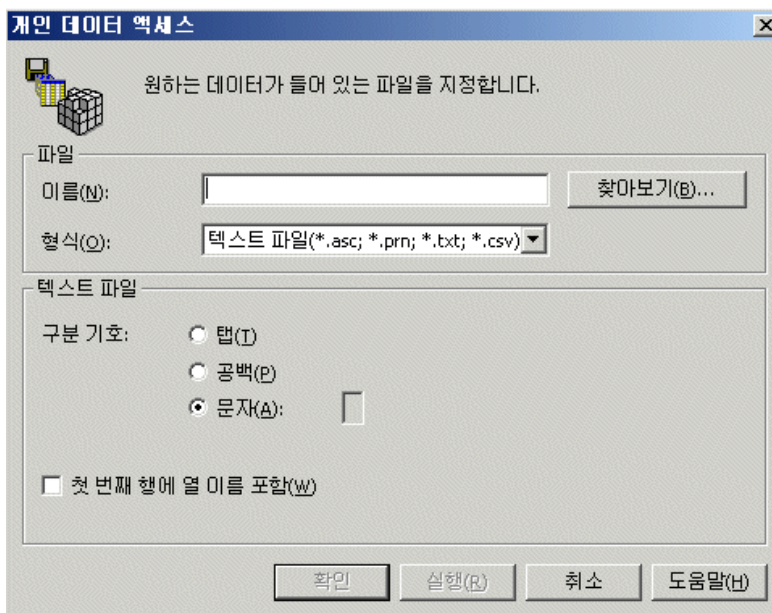 개인 데이터 액세스
원하는 데이터가 들어 있는 파일을 지정합니다.
파일
이름(N): 찾아보기(B)...
형식(O): 텍스트 파일(*.asc; *.prn; *.txt; *.csv)
텍스트 파일
구분 기호: 탭(T)
공백(P)
문자(A):
첫 번째 행에 열 이름 포함(W)
확인 실행(R) 취소 도움말(H)